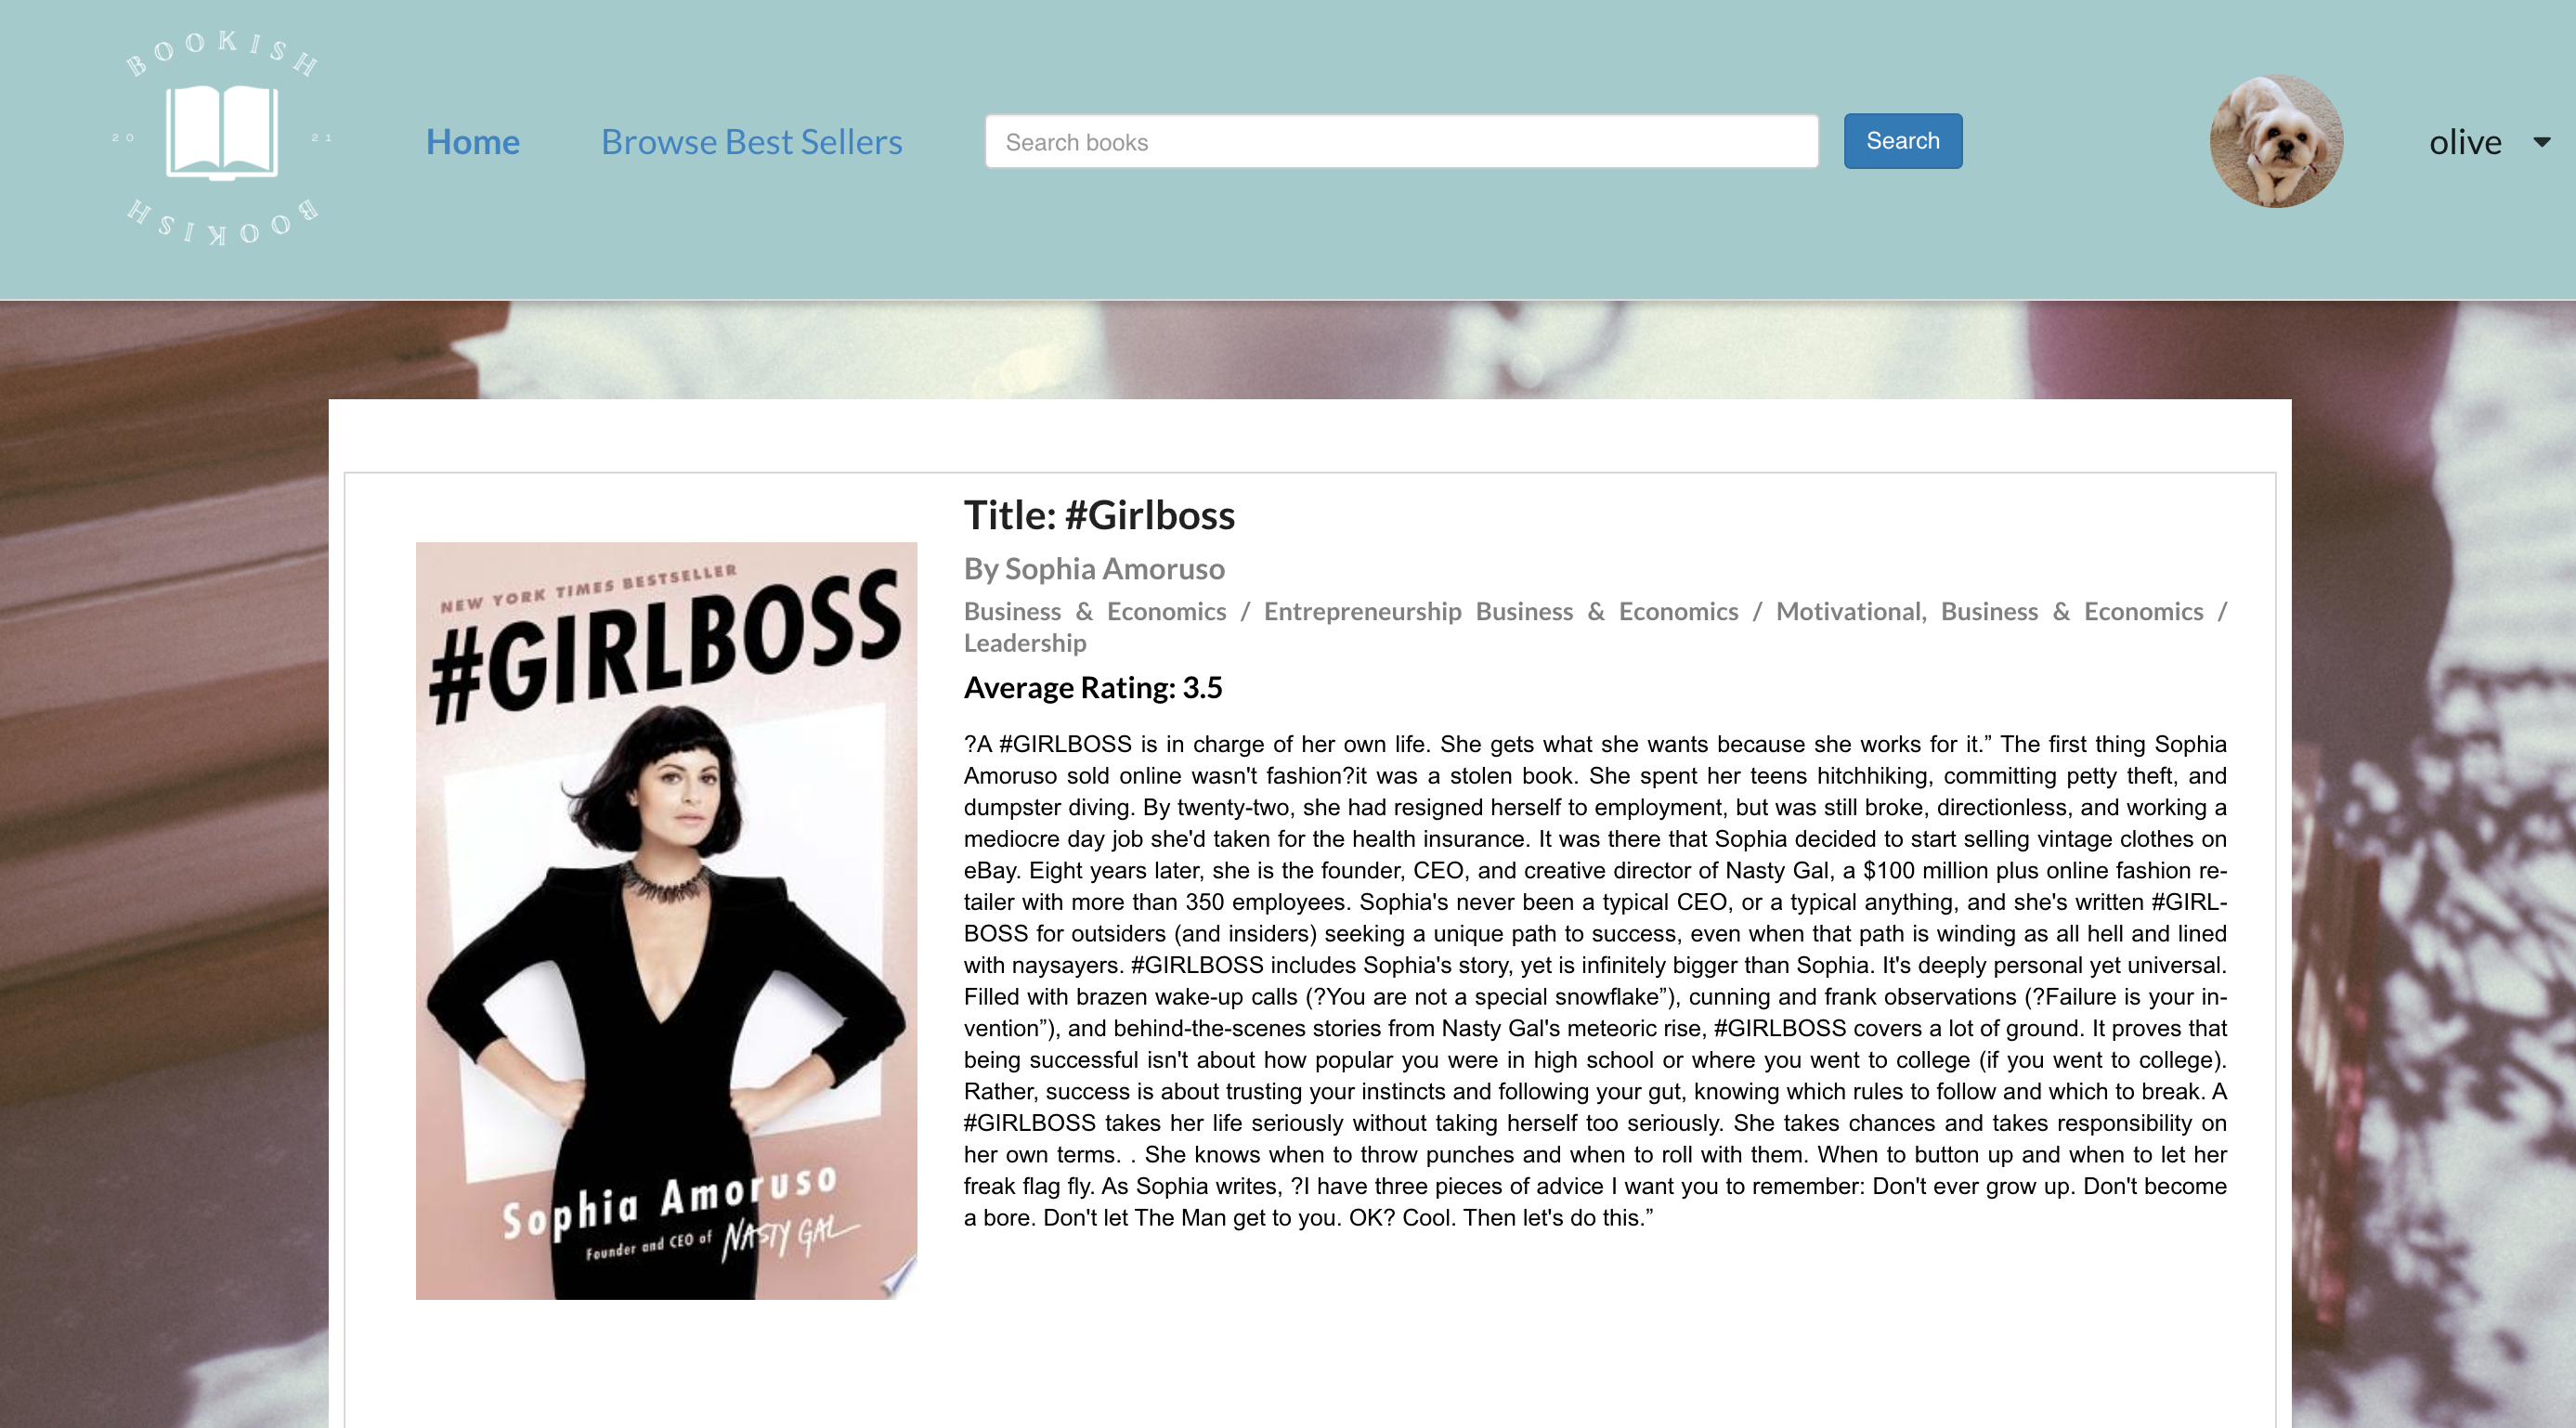 BOOKISH
20 21
BOOKISH
Home
Browse Best Sellers
Search books
Search
olive
NEW YORK TIMES BESTSELLER
#GIRLBOSS
Sophia Amoruso
Founder and CEO of NASTY GAL
Title: #Girlboss
By Sophia Amoruso
Business & Economics / Entrepreneurship Business & Economics / Motivational, Business & Economics /
Leadership
Average Rating: 3.5
?A #GIRLBOSS is in charge of her own life. She gets what she wants because she works for it.” The first thing Sophia
Amoruso sold online wasn't fashion?it was a stolen book. She spent her teens hitchhiking, committing petty theft, and
dumpster diving. By twenty-two, she had resigned herself to employment, but was still broke, directionless, and working a
mediocre day job she'd taken for the health insurance. It was there that Sophia decided to start selling vintage clothes on
eBay. Eight years later, she is the founder, CEO, and creative director of Nasty Gal, a $100 million plus online fashion re-
tailer with more than 350 employees. Sophia's never been a typical CEO, or a typical anything, and she's written #GIRL-
BOSS for outsiders (and insiders) seeking a unique path to success, even when that path is winding as all hell and lined
with naysayers. #GIRLBOSS includes Sophia's story, yet is infinitely bigger than Sophia. It's deeply personal yet universal.
Filled with brazen wake-up calls (?You are not a special snowflake”), cunning and frank observations (?Failure is your in-
vention”), and behind-the-scenes stories from Nasty Gal's meteoric rise, #GIRLBOSS covers a lot of ground. It proves that
being successful isn't about how popular you were in high school or where you went to college (if you went to college).
Rather, success is about trusting your instincts and following your gut, knowing which rules to follow and which to break. A
#GIRLBOSS takes her life seriously without taking herself too seriously. She takes chances and takes responsibility on
her own terms. . She knows when to throw punches and when to roll with them. When to button up and when to let her
freak flag fly. As Sophia writes, ?I have three pieces of advice I want you to remember: Don't ever grow up. Don't become
a bore. Don't let The Man get to you. OK? Cool. Then let's do this.”